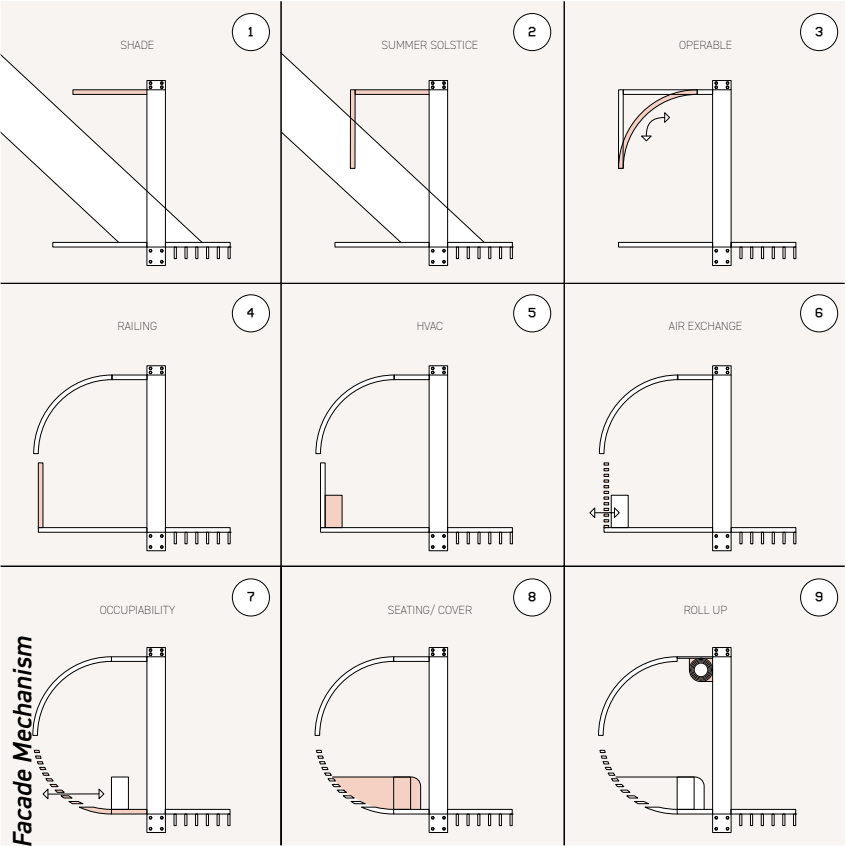 1
SHADE
2
SUMMER SOLSTICE
3
OPERABLE
4
RAILING
5
HVAC
6
AIR EXCHANGE
7
OCCUPIABILITY
8
SEATING/ COVER
9
ROLL UP
Facade Mechanism